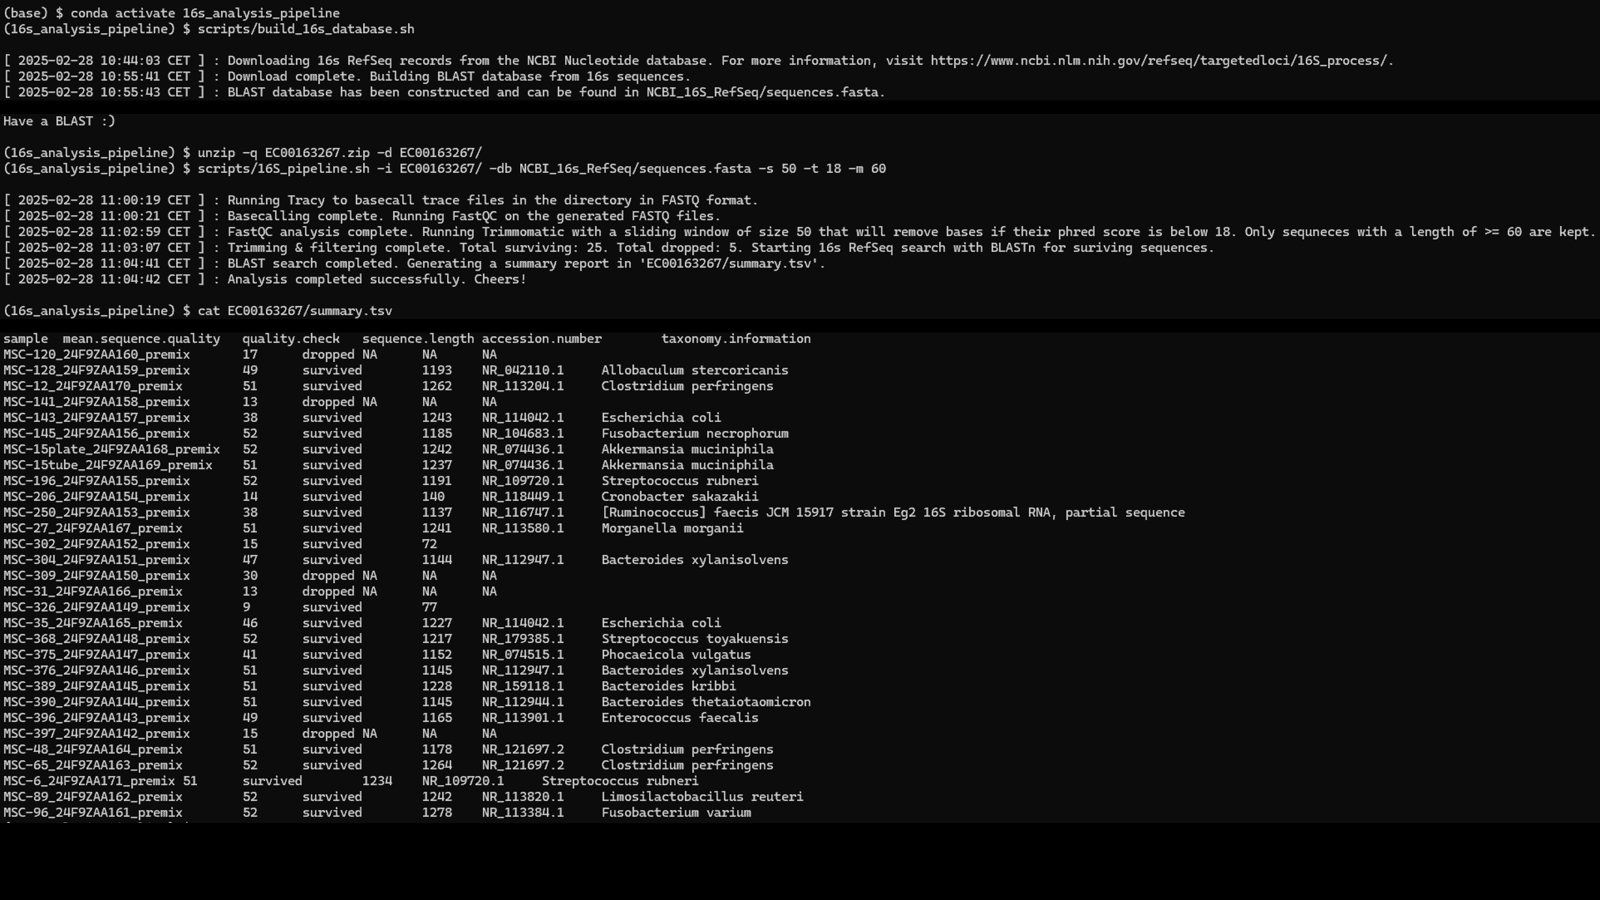 (base) $ conda activate 16s_analysis_pipeline
(16s_analysis_pipeline) $ scripts/build_16s_database.sh
[ 2025-02-28 10:44:03 CET ] : Downloading 16s RefSeq records from the NCBI Nucleotide database. For more information, visit https://www.ncbi.nlm.nih.gov/refseq/targetedloci/16S_process/.
[ 2025-02-28 10:55:41 CET ] : Download complete. Building BLAST database from 16s sequences.
[ 2025-02-28 10:55:43 CET ] : BLAST database has been constructed and can be found in NCBI_16S_RefSeq/sequences.fasta.
Have a BLAST :)
(16s_analysis_pipeline) $ unzip -q EC00163267.zip -d EC00163267/
(16s_analysis_pipeline) $ scripts/16S_pipeline.sh -i EC00163267/ -db NCBI_16s_RefSeq/sequences.fasta -s 50 -t 18 -m 60
[ 2025-02-28 11:00:19 CET ] : Running Tracy to basecall trace files in the directory in FASTQ format.
[ 2025-02-28 11:00:21 CET ] : Basecalling complete. Running FastQC on the generated FASTQ files.
[ 2025-02-28 11:02:59 CET ] : FastQC analysis complete. Running Trimmomatic with a sliding window of size 50 that will remove bases if their phred score is below 18. Only sequneces with a length of >= 60 are kept.
[ 2025-02-28 11:03:07 CET ] : Trimming & filtering complete. Total surviving: 25. Total dropped: 5. Starting 16s RefSeq search with BLASTn for suriving sequences.
[ 2025-02-28 11:04:41 CET ] : BLAST search completed. Generating a summary report in 'EC00163267/summary.tsv'.
[ 2025-02-28 11:04:42 CET ] : Analysis completed successfully. Cheers!
(16s_analysis_pipeline) $ cat EC00163267/summary.tsv
sample mean.sequence.quality quality.check sequence.length accession.number taxonomy.information
MSC-120_24F9ZAA160_premix 17 dropped NA NA NA
MSC-128_24F9ZAA159_premix 49 survived 1193 NR_042110.1 Allobaculum stercoricanis
MSC-12_24F9ZAA170_premix 51 survived 1262 NR_113204.1 Clostridium perfringens
MSC-141_24F9ZAA158_premix 13 dropped NA NA NA
MSC-143_24F9ZAA157_premix 38 survived 1243 NR_114042.1 Escherichia coli
MSC-145_24F9ZAA156_premix 52 survived 1185 NR_104683.1 Fusobacterium necrophorum
MSC-15plate_24F9ZAA168_premix 52 survived 1242 NR_074436.1 Akkermansia muciniphila
MSC-15tube_24F9ZAA169_premix 51 survived 1237 NR_074436.1 Akkermansia muciniphila
MSC-196_24F9ZAA155_premix 52 survived 1191 NR_109720.1 Streptococcus rubneri
MSC-206_24F9ZAA154_premix 14 survived 140 NR_118449.1 Cronobacter sakazakii
MSC-250_24F9ZAA153_premix 38 survived 1137 NR_116747.1 [Ruminococcus] faecis JCM 15917 strain Eg2 16S ribosomal RNA, partial sequence
MSC-27_24F9ZAA167_premix 51 survived 1241 NR_113580.1 Morganella morganii
MSC-302_24F9ZAA152_premix 15 survived 72
MSC-304_24F9ZAA151_premix 47 survived 1144 NR_112947.1 Bacteroides xylanisolvens
MSC-309_24F9ZAA150_premix 30 dropped NA NA NA
MSC-31_24F9ZAA166_premix 13 dropped NA NA NA
MSC-326_24F9ZAA149_premix 9 survived 77
MSC-35_24F9ZAA165_premix 46 survived 1227 NR_114042.1 Escherichia coli
MSC-368_24F9ZAA148_premix 52 survived 1217 NR_179385.1 Streptococcus toyakuensis
MSC-375_24F9ZAA147_premix 41 survived 1152 NR_074515.1 Phocaeicola vulgatus
MSC-376_24F9ZAA146_premix 51 survived 1145 NR_112947.1 Bacteroides xylanisolvens
MSC-389_24F9ZAA145_premix 51 survived 1228 NR_159118.1 Bacteroides kribbi
MSC-390_24F9ZAA144_premix 51 survived 1145 NR_112944.1 Bacteroides thetaiotaomicron
MSC-396_24F9ZAA143_premix 49 survived 1165 NR_113901.1 Enterococcus faecalis
MSC-397_24F9ZAA142_premix 15 dropped NA NA NA
MSC-48_24F9ZAA164_premix 51 survived 1178 NR_121697.2 Clostridium perfringens
MSC-65_24F9ZAA163_premix 52 survived 1264 NR_121697.2 Clostridium perfringens
MSC-6_24F9ZAA171_premix 51 survived 1234 NR_109720.1 Streptococcus rubneri
MSC-89_24F9ZAA162_premix 52 survived 1242 NR_113820.1 Limosilactobacillus reuteri
MSC-96_24F9ZAA161_premix 52 survived 1278 NR_113384.1 Fusobacterium varium